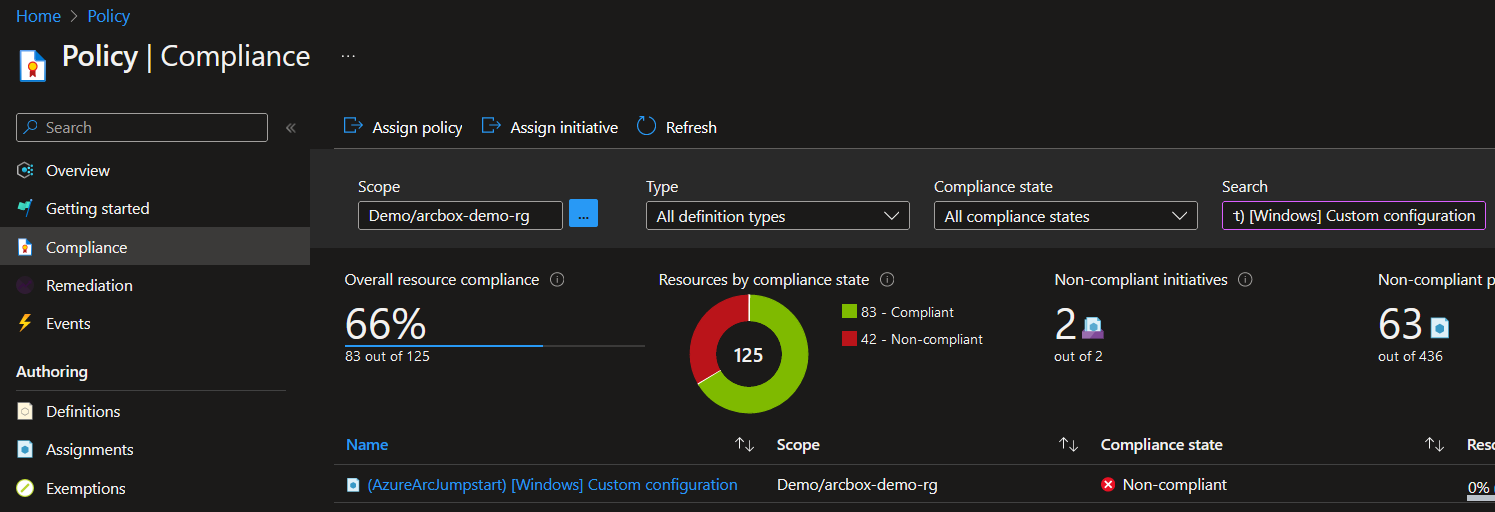 Home > Policy
Policy | Compliance ...
Search «
Assign policy Assign initiative Refresh
Overview
Getting started
Compliance
Remediation
Events
Authoring
Definitions
Assignments
Exemptions
Scope Type Compliance state Search
Demo/arcbox-demo-rg ... All definition types All compliance states t) [Windows] Custom configuration
Overall resource compliance Resources by compliance state Non-compliant initiatives Non-compliant p
66% 83 - Compliant 2 63
83 out of 125 42 - Non-compliant out of 2 out of 436
125
Name Scope Compliance state Reso
(AzureArcJumpstart) [Windows] Custom configuration Demo/arcbox-demo-rg Non-compliant 0%